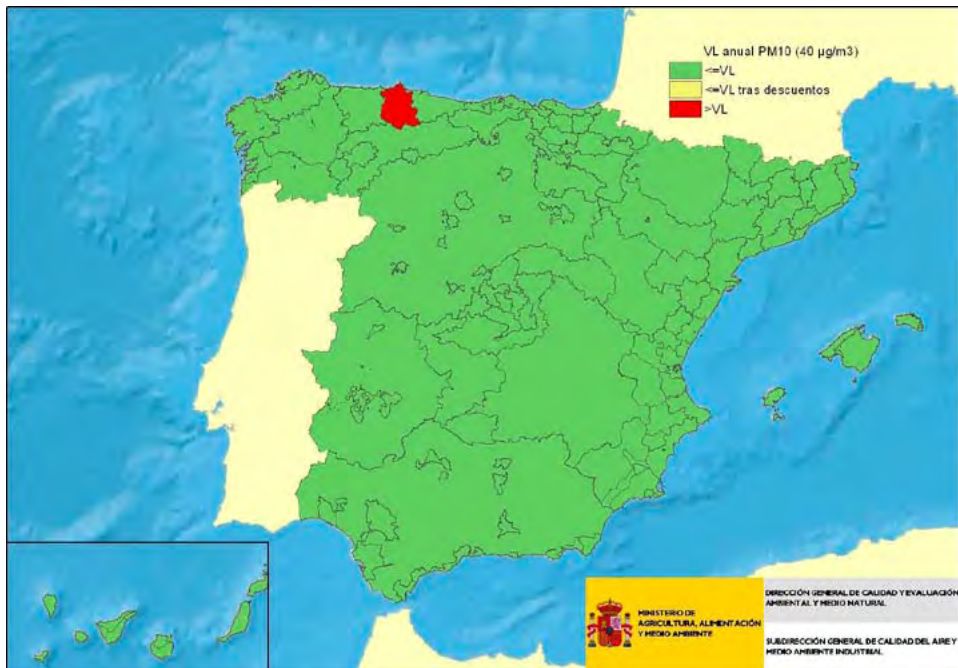 VL anual PM10 (40 µg/m3)
<=VL
<=VL tras descuentos
>VL
MINISTERIO DE
AGRICULTURA, ALIMENTACIÓN
Y MEDIO AMBIENTE
DIRECCIÓN GENERAL DE CALIDAD Y EVALUACIÓN
AMBIENTAL Y MEDIO NATURAL
SUBDIRECCIÓN GENERAL DE CALIDAD DEL AIRE Y
MEDIO AMBIENTE INDUSTRIAL